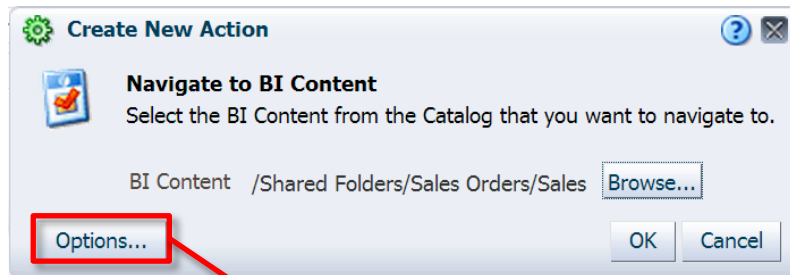 Create New Action
Navigate to BI Content
Select the BI Content from the Catalog that you want to navigate to.
BI Content /Shared Folders/Sales Orders/Sales Browse...
Options... OK Cancel